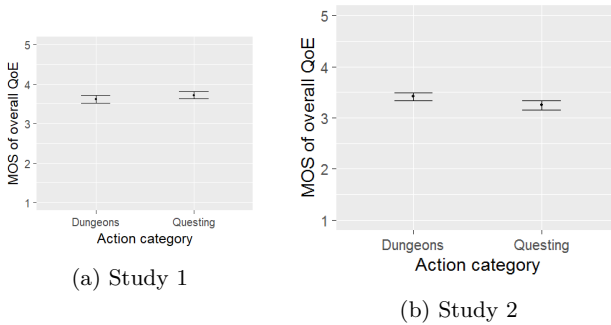 MOS of overall QoE
5
4
3
2
1
Dungeons Questing
Action category
(a) Study 1
MOS of overall QoE
5
4
3
2
1
Dungeons Questing
Action category
(b) Study 2